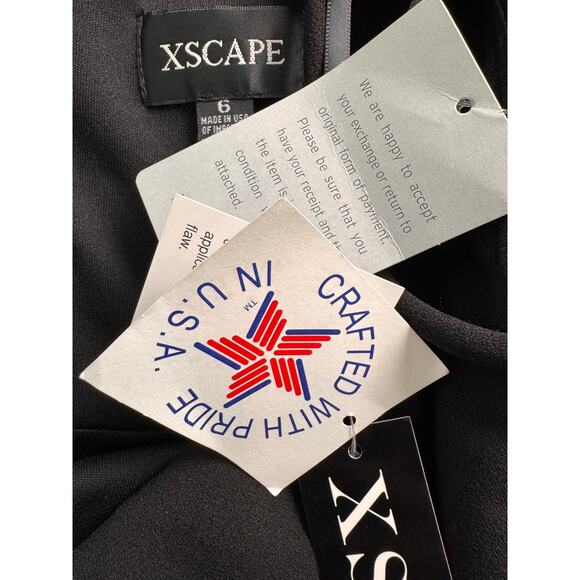 XSCAPE
6
MADE IN USA
We are happy to accept
your exchange or return to
original form of payment.
Please be sure that you
have your receipt and
the item is
condition
attached
flaw.
CRAFTED WITH PRIDE IN U.S.A.
TM
XS